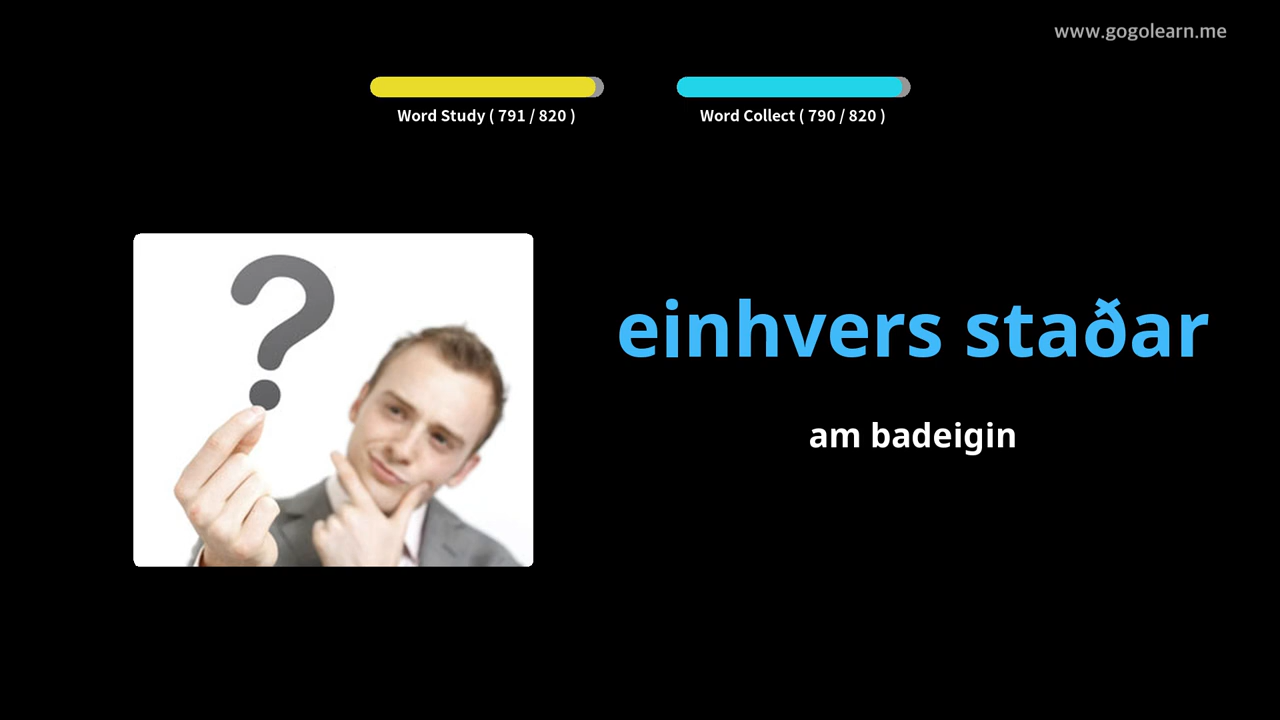 www.gogolearn.me
Word Study ( 791 / 820 )
Word Collect ( 790 / 820 )
einhvers staðar
am badeigin